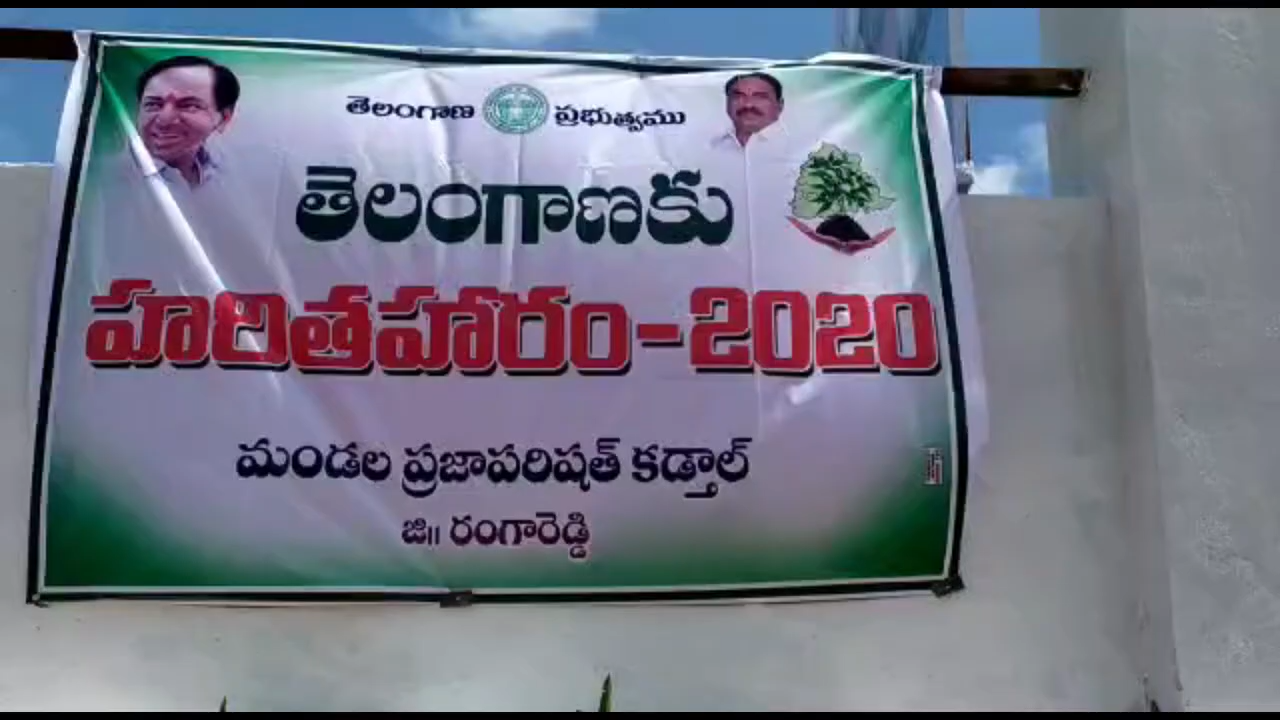 తెలంగాణ ప్రభుత్వము
తెలంగాణకు
హరితహారం-2020
మండల ప్రజాపరిషత్ కడ్తాల్
జి॥ రంగారెడ్డి